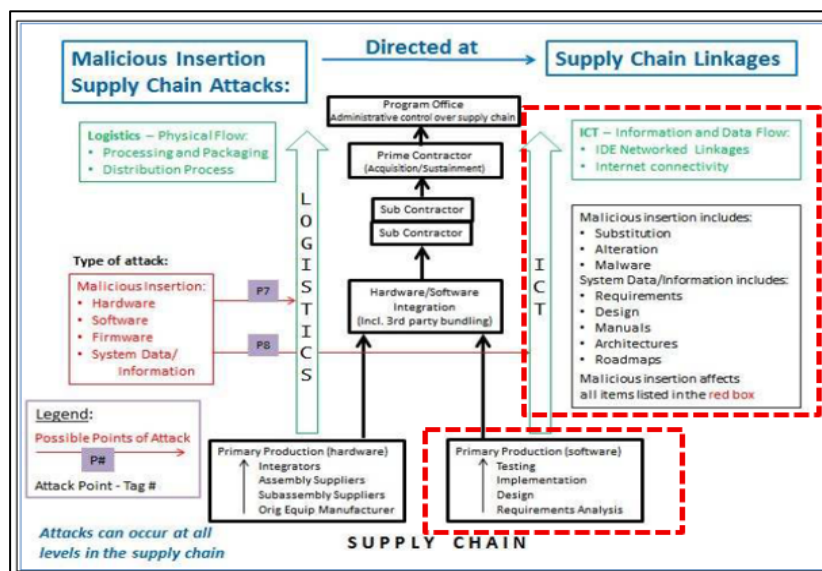 Malicious Insertion
Supply Chain Attacks:
Directed at
Supply Chain Linkages
Program Office
Administrative control over supply chain
Logistics – Physical Flow:
• Processing and Packaging
• Distribution Process
Prime Contractor
(Acquisition/Sustainment)
ICT – Information and Data Flow:
• IDE Networked Linkages
• Internet connectivity
Sub Contractor
Sub Contractor
LOGISTICS
ICT
Type of attack:
Malicious Insertion:
• Hardware
• Software
• Firmware
• System Data/
Information
P7
P8
Hardware/Software
Integration
(Incl. 3rd party bundling)
Malicious insertion includes:
• Substitution
• Alteration
• Malware
System Data/Information includes:
• Requirements
• Design
• Manuals
• Architectures
• Roadmaps
Malicious insertion affects
all items listed in the red box
Legend:
Possible Points of Attack
P#
Attack Point - Tag #
Primary Production (hardware)
Integrators
Assembly Suppliers
Subassembly Suppliers
Orig Equip Manufacturer
Primary Production (software)
Testing
Implementation
Design
Requirements Analysis
Attacks can occur at all
levels in the supply chain
SUPPLY CHAIN